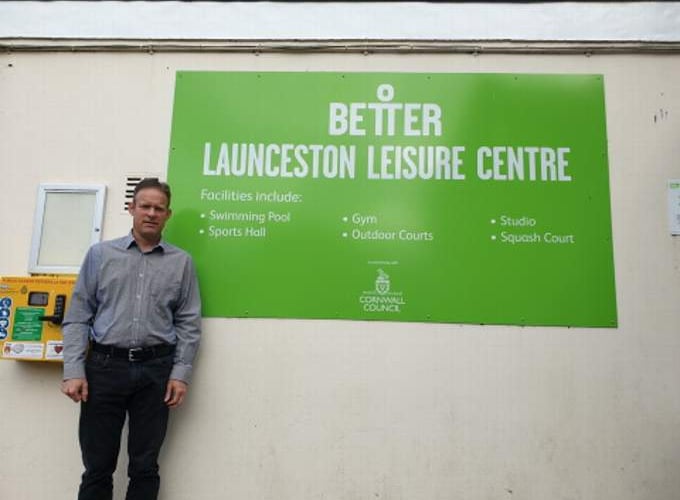 BETTER
LAUNCESTON LEISURE CENTRE
Facilities include:
• Swimming Pool
• Sports Hall
• Gym
• Outdoor Courts
• Studio
• Squash Court
CORNWALL
COUNCIL